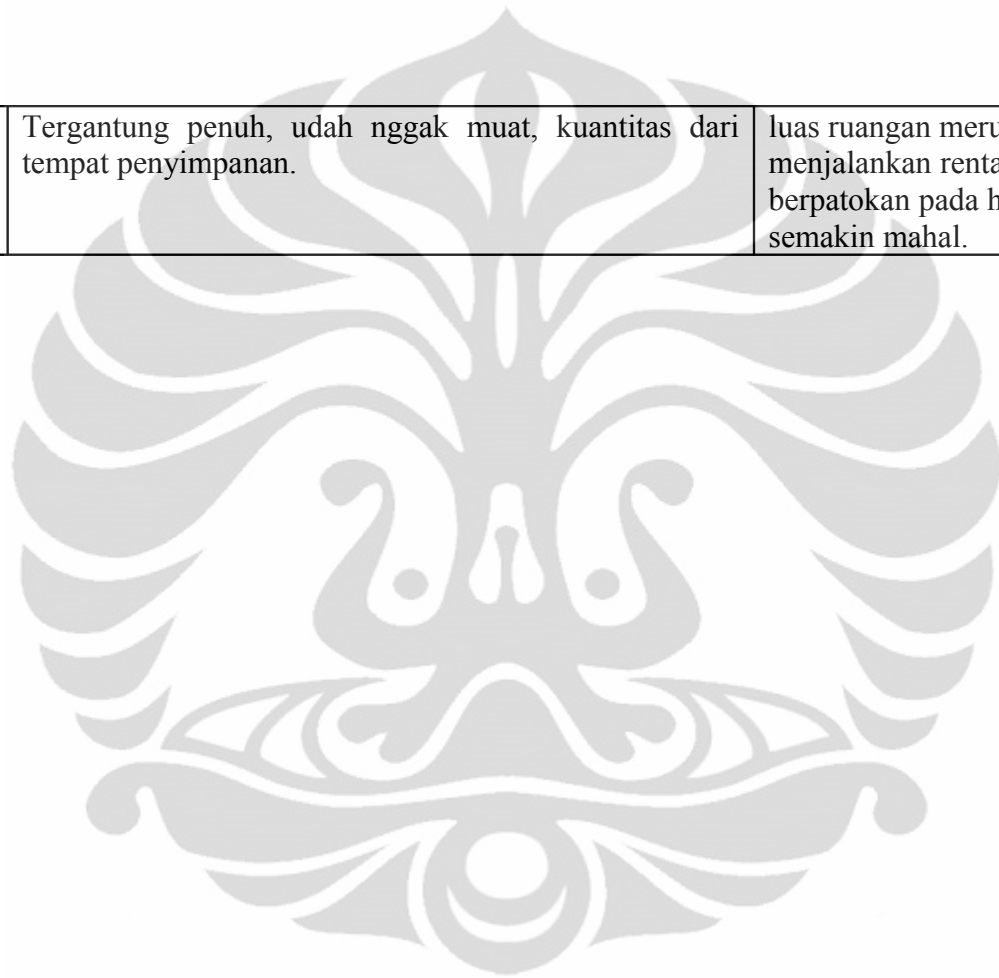 Tergantung penuh, udah nggak muat, kuantitas dari
tempat penyimpanan.
luas ruangan meru
menjalankan renta
berpatokan pada h
semakin mahal.